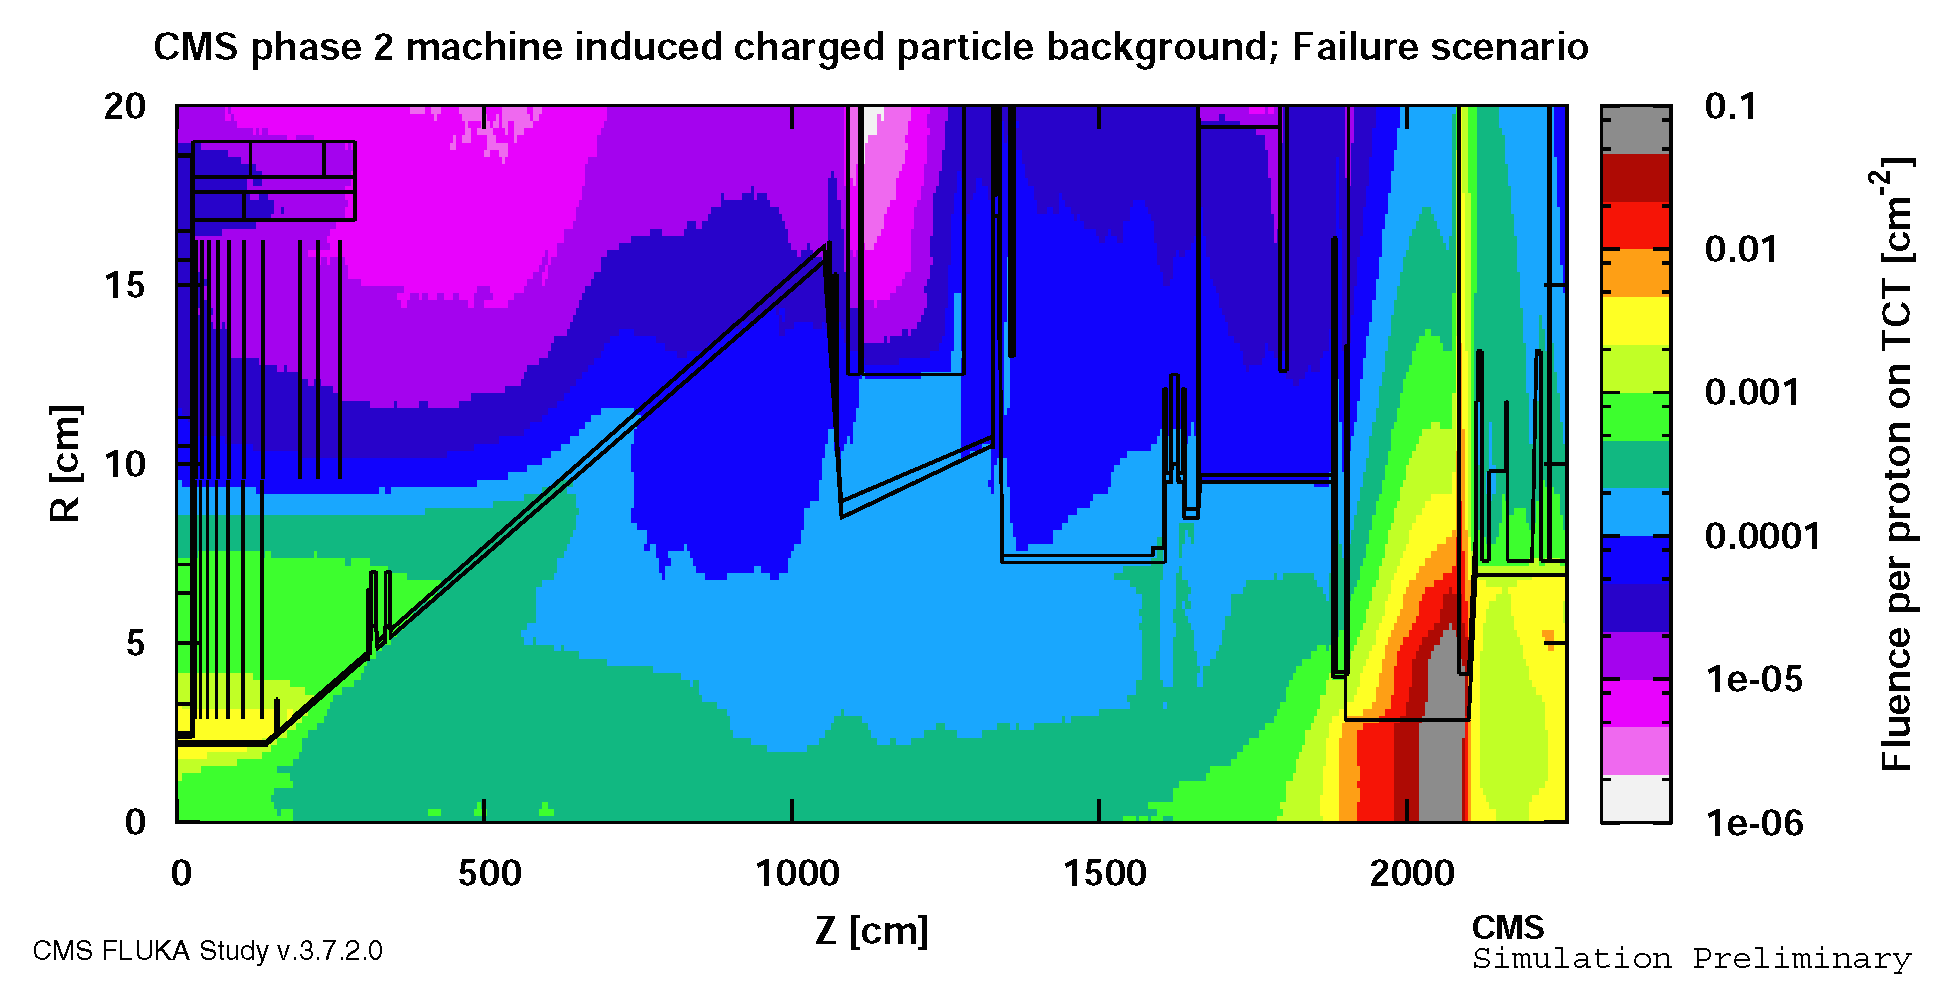 CMS phase 2 machine induced charged particle background; Failure scenario
20
15
10
5
0
R [cm]
0 500 1000 1500 2000
Z [cm]
0.1
0.01
0.001
0.0001
1e-05
1e-06
Fluence per proton on TCT [cm-2]
CMS FLUKA Study v.3.7.2.0
CMS
Simulation Preliminary